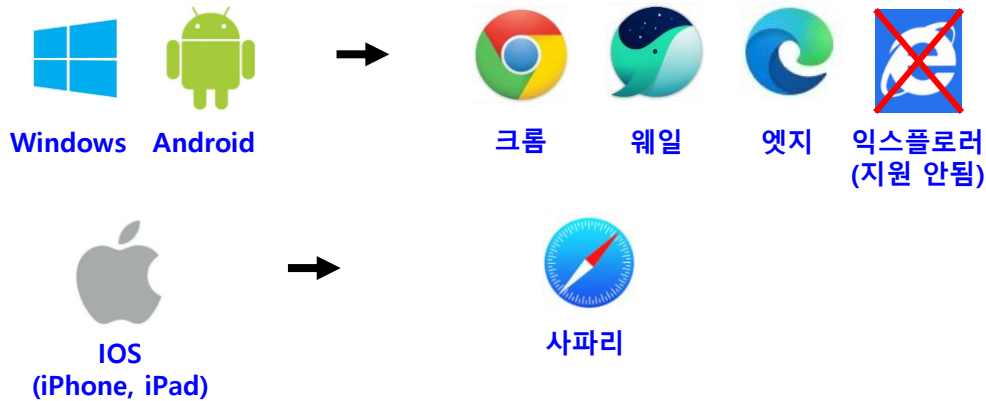 Windows Android
크롬 웨일 엣지 익스플로러
(지원 안됨)
사파리
IOS
(iPhone, iPad)